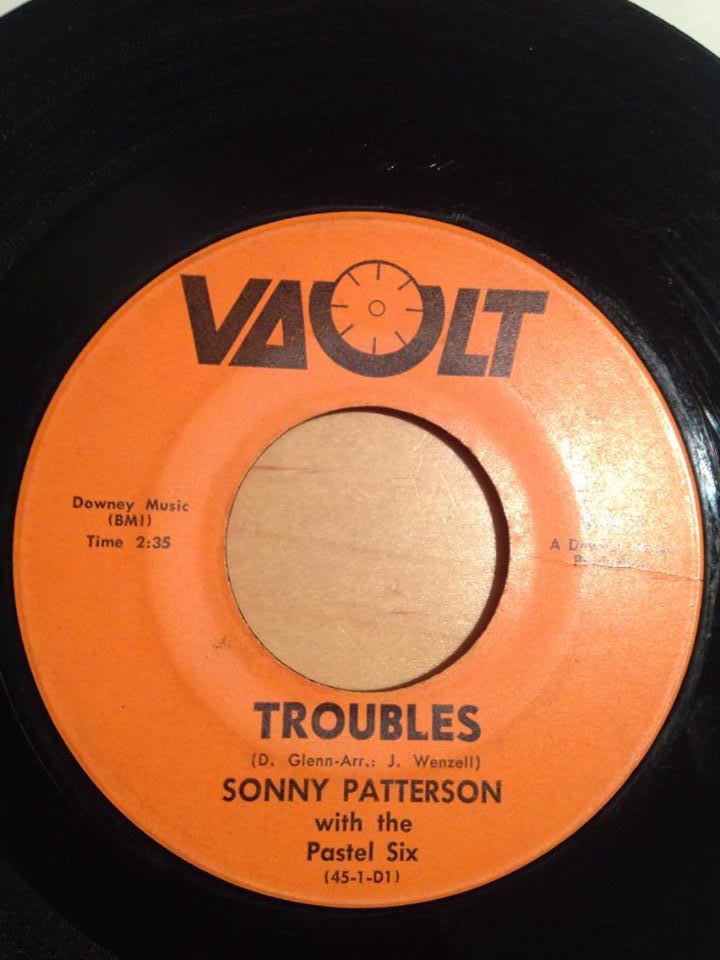 VAULT
Downey Music
(BMI)
Time 2:35
A
TROUBLES
(D. Glenn-Arr.: J. Wenzell)
SONNY PATTERSON
with the
Pastel Six
(45-1-D1)